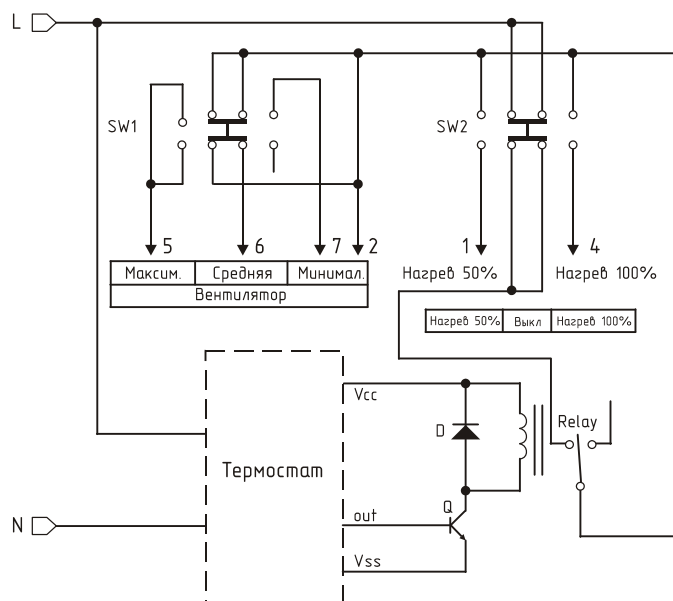 L
SW1
SW2
5 6 7 2 1 4
Максим. Средняя Минимал.
Вентилятор
Нагрев 50% Нагрев 100%
Нагрев 50% Выкл Нагрев 100%
Vcc
D
Relay
Термостат
Q
out
N
Vss